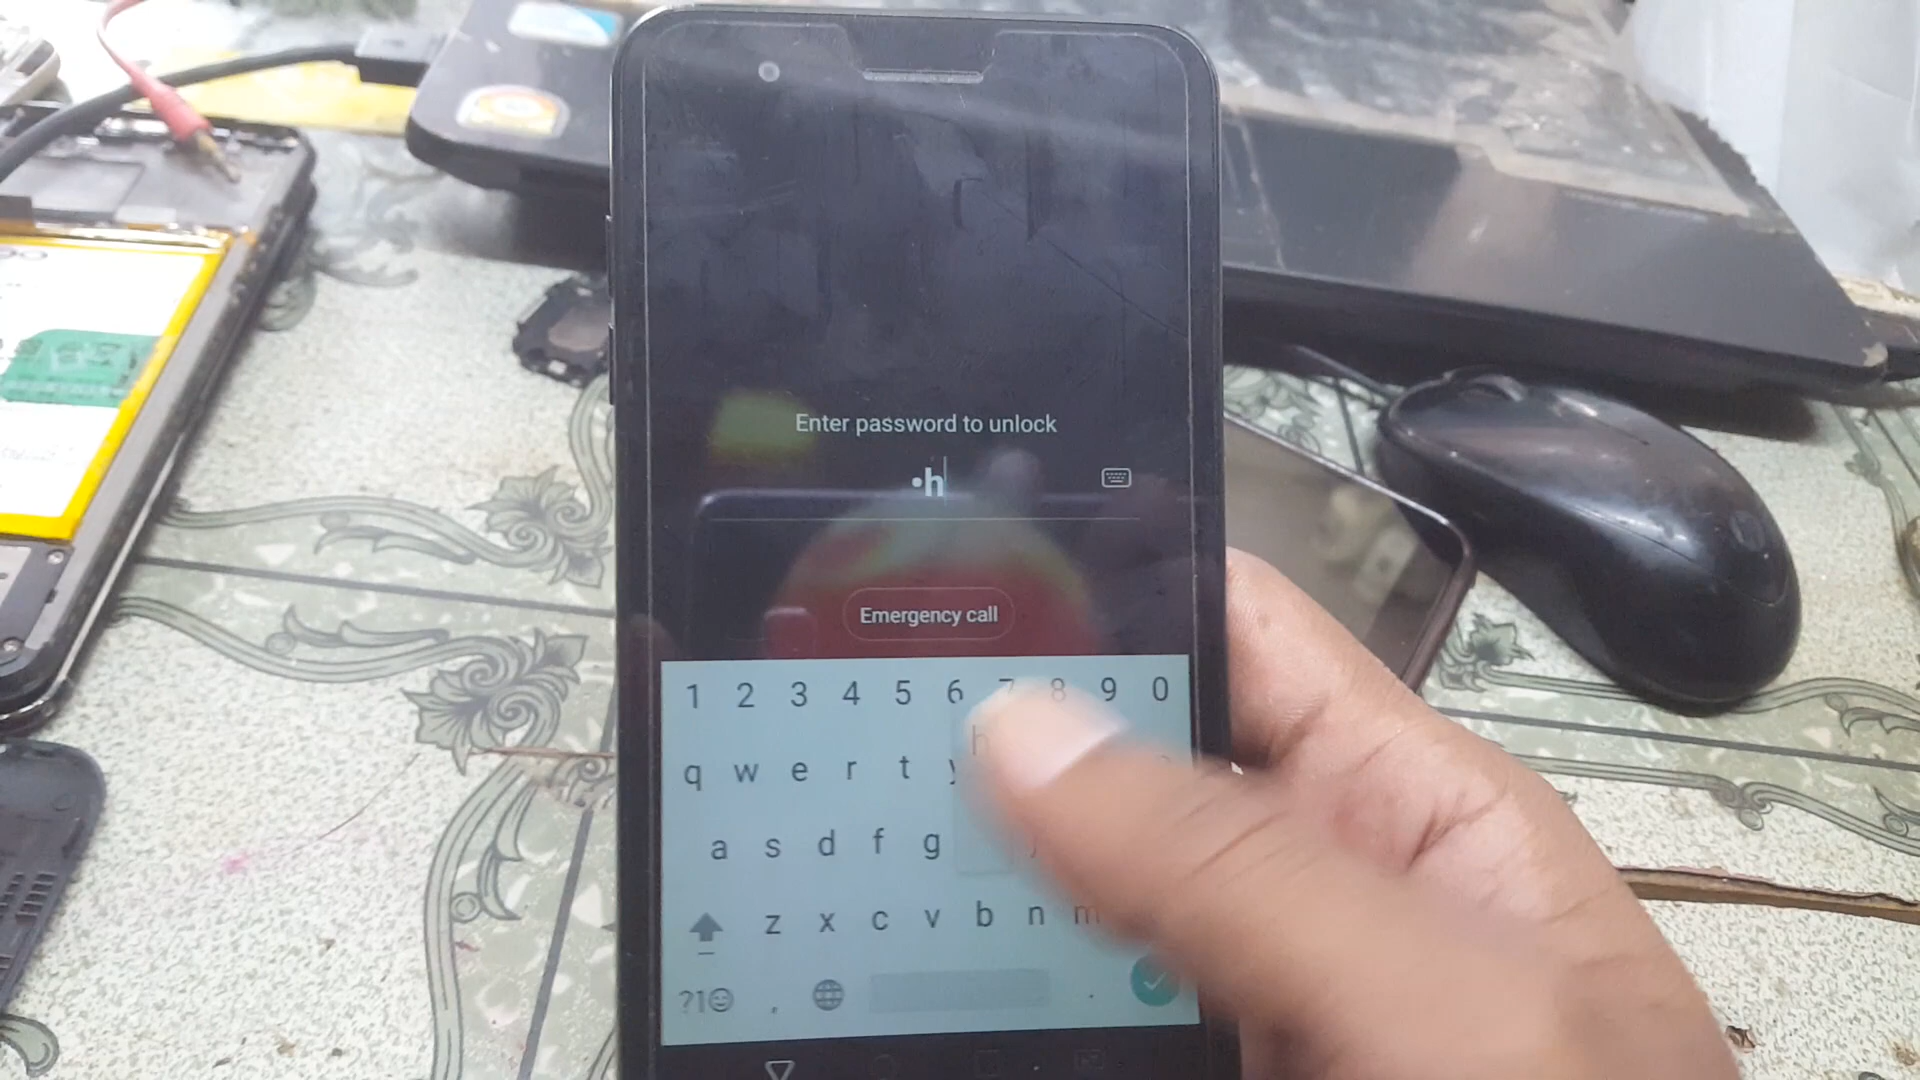 Enter password to unlock
•h
Emergency call
1 2 3 4 5 6 7 8 9 0
h
q w e r t y
a s d f g
z x c v b n m
?1☺ , .